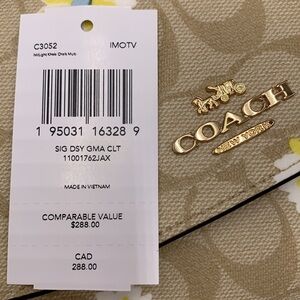 C3052 IMOTV
1 95031 16328 9
SIG DSY GMA CLT
11001762JAX
MADE IN VIETNAM
COMPARABLE VALUE
$288.00
CAD
288.00
COACH
NEW YORK